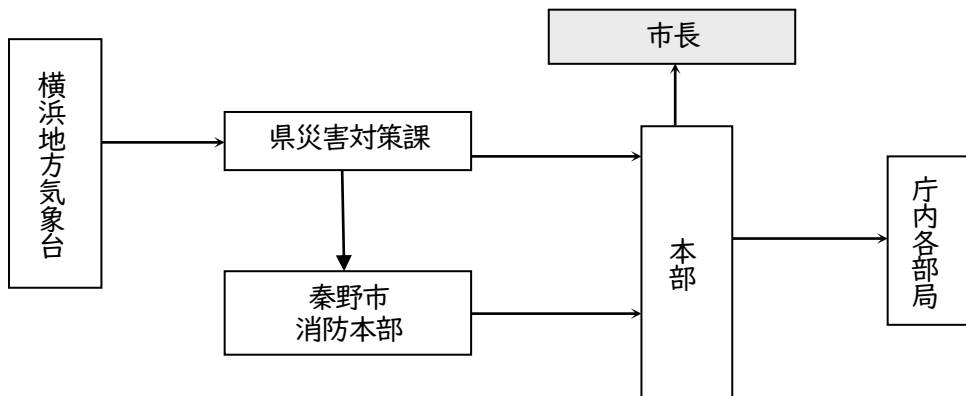 市長
横浜地方気象台
県災害対策課
秦野市
消防本部
本部
庁内各部局